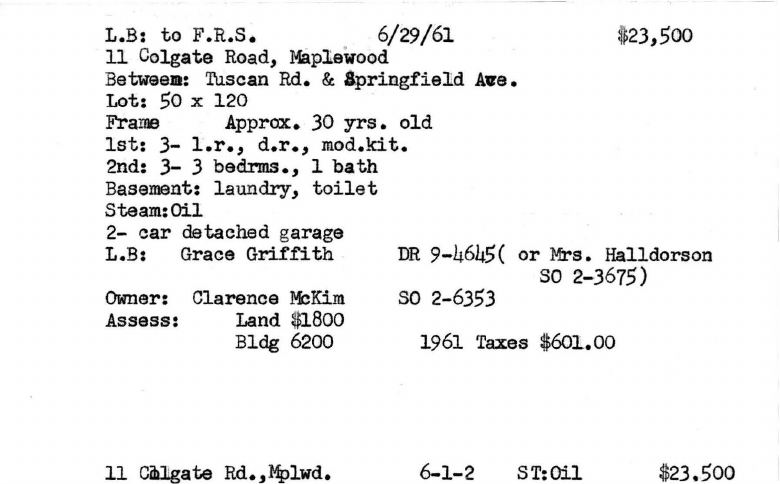 L.B: to F.R.S. 6/29/61 $23,500
11 Colgate Road, Maplewood
Betweem: Tuscan Rd. & Springfield Ave.
Lot: 50 x 120
Frame Approx. 30 yrs. old
1st: 3- l.r., d.r., mod.kit.
2nd: 3- 3 bedrms., 1 bath
Basement: laundry, toilet
Steam:Oil
2- car detached garage
L.B: Grace Griffith DR 9-4645( or Mrs. Halldorson
SO 2-3675)
Owner: Clarence McKim SO 2-6353
Assess: Land $1800
Bldg 6200 1961 Taxes $601.00
11 Colgate Rd.,Mplwd. 6-1-2 ST:Oil $23.500